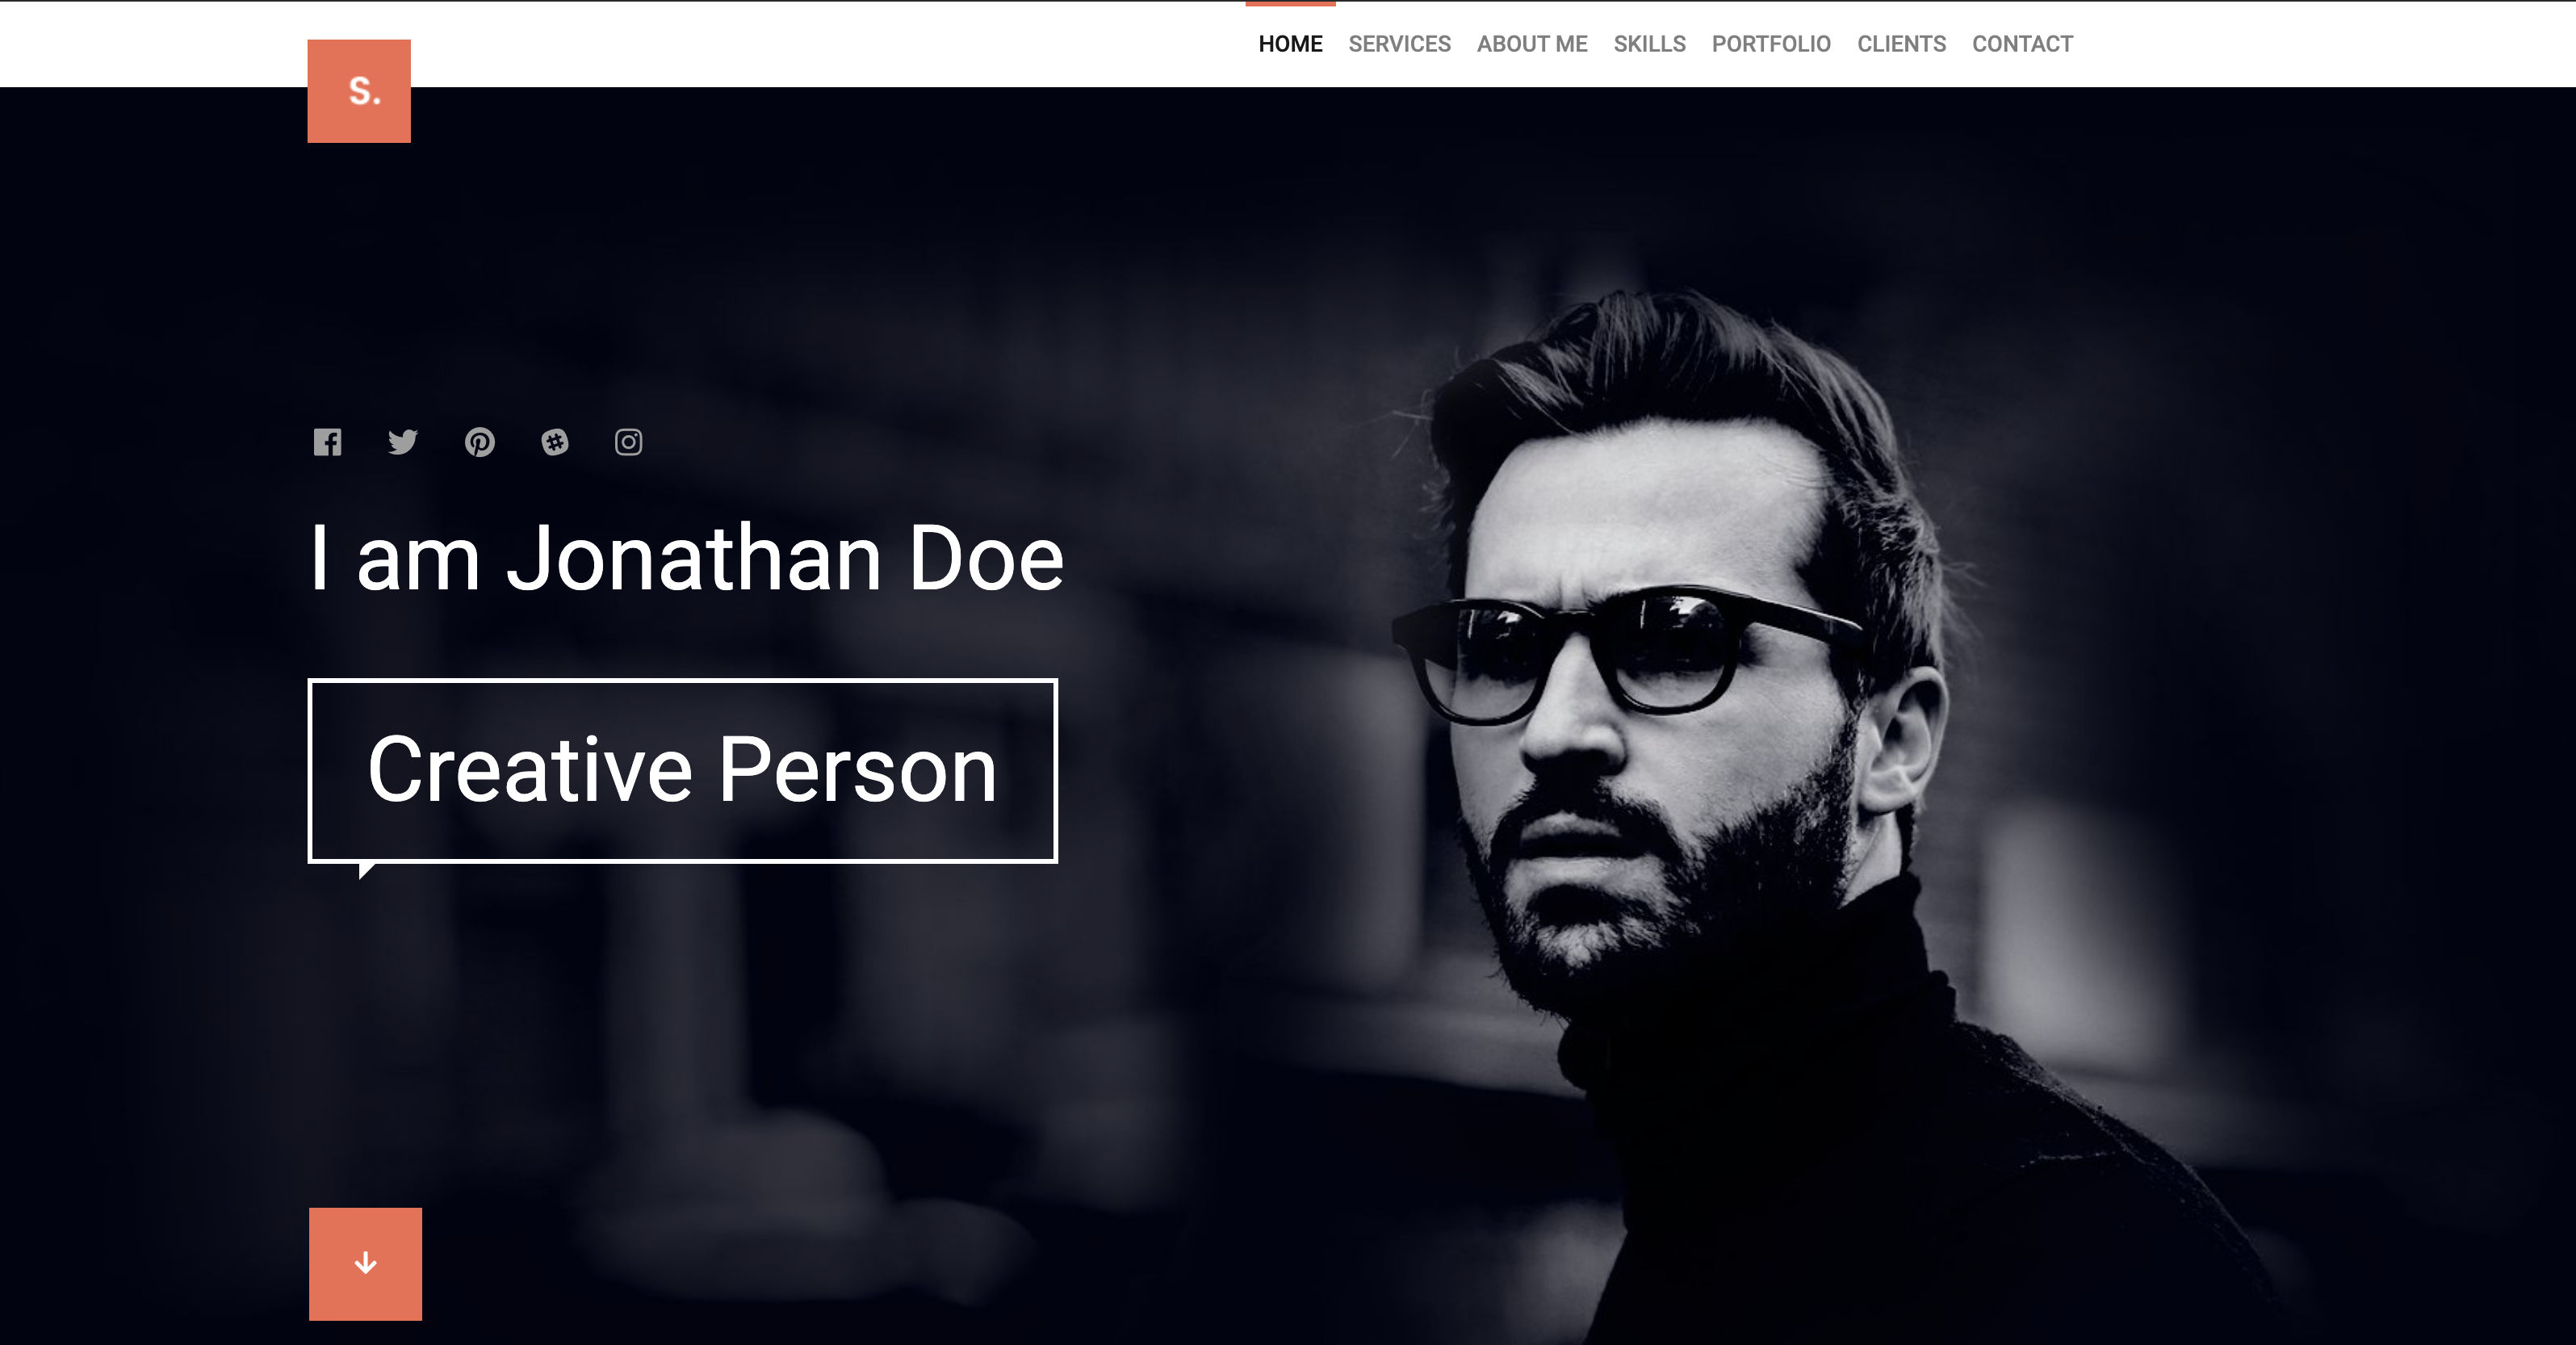 S.
HOME SERVICES ABOUT ME SKILLS PORTFOLIO CLIENTS CONTACT
I am Jonathan Doe
Creative Person